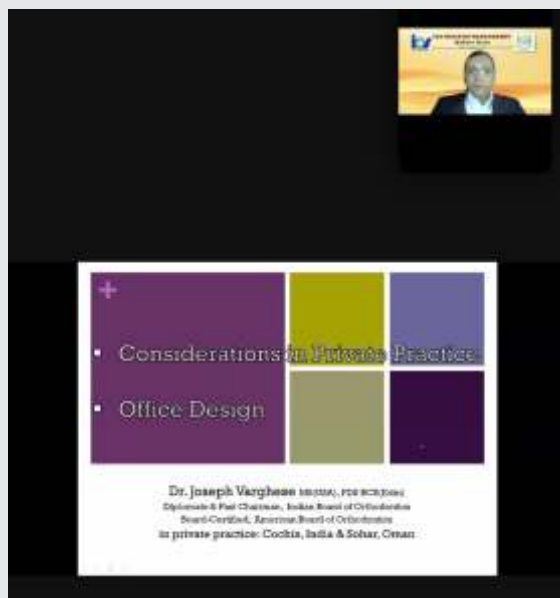 Considerations in Private Practice
Office Design
Dr. Joseph Varghese
Diplomate & Past Chairman, Indian Board of Orthodontics
Board-Certified, American Board of Orthodontics
in private practice: Cochin, India & Sohar, Oman